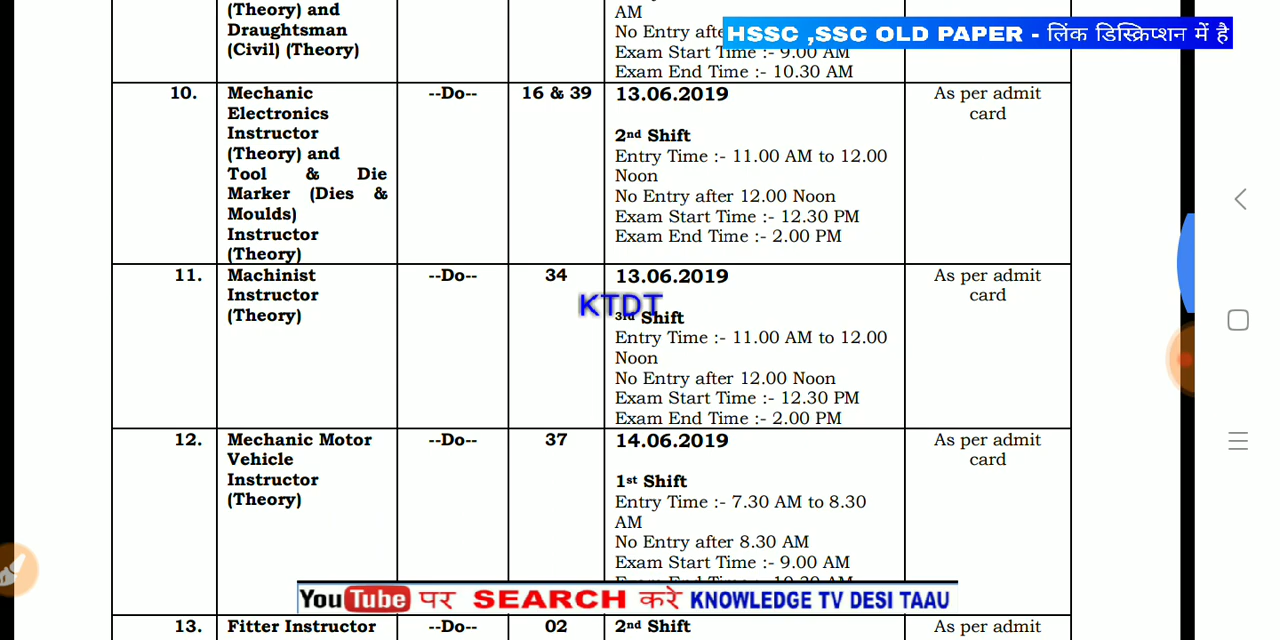 (Theory) and
Draughtsman
(Civil) (Theory)
AM
No Entry afte
Exam Start Time :- 9.00 AM
Exam End Time :- 10.30 AM
HSSC ,SSC OLD PAPER - लिंक डिस्क्रिप्शन में है
10.
Mechanic
Electronics
Instructor
(Theory) and
Tool & Die
Marker (Dies &
Moulds)
Instructor
(Theory)
--Do--
16 & 39
13.06.2019
2nd Shift
Entry Time :- 11.00 AM to 12.00
Noon
No Entry after 12.00 Noon
Exam Start Time :- 12.30 PM
Exam End Time :- 2.00 PM
As per admit
card
11.
Machinist
Instructor
(Theory)
--Do--
34
13.06.2019
KTDT
3rd Shift
Entry Time :- 11.00 AM to 12.00
Noon
No Entry after 12.00 Noon
Exam Start Time :- 12.30 PM
Exam End Time :- 2.00 PM
As per admit
card
12.
Mechanic Motor
Vehicle
Instructor
(Theory)
--Do--
37
14.06.2019
1st Shift
Entry Time :- 7.30 AM to 8.30
AM
No Entry after 8.30 AM
Exam Start Time :- 9.00 AM
Exam End Time :- 10.30 AM
As per admit
card
YouTube पर SEARCH करे KNOWLEDGE TV DESI TAAU
13.
Fitter Instructor
--Do--
02
2nd Shift
As per admit